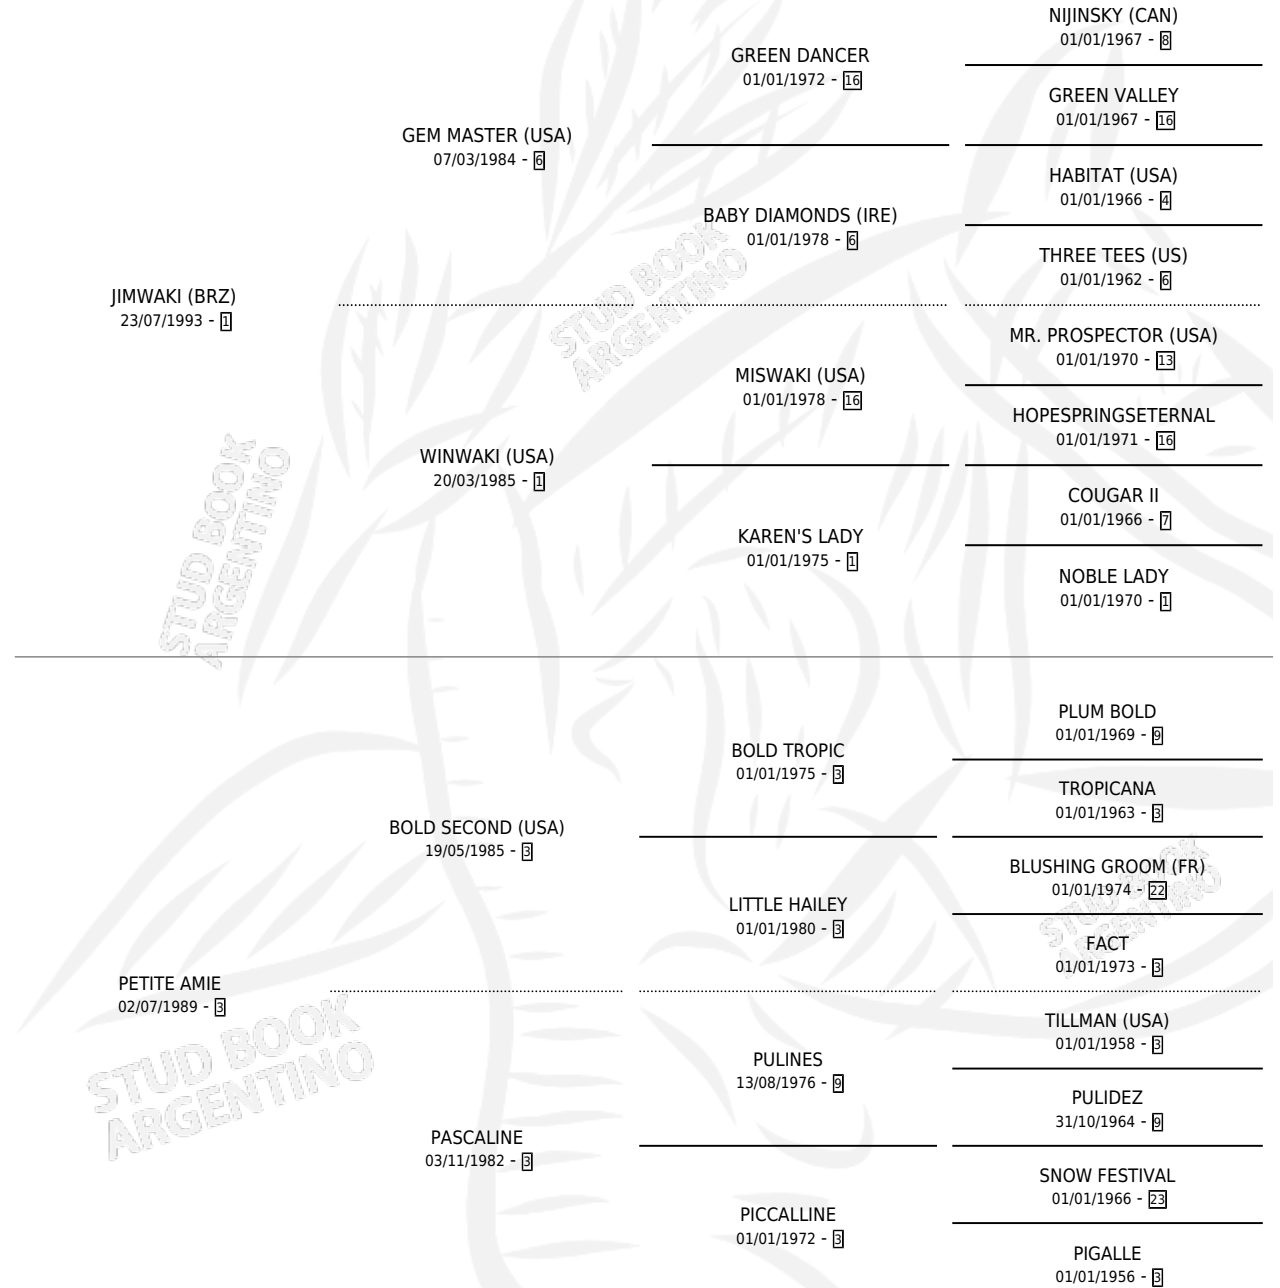 NIJINSKY (CAN)
01/01/1967 - 8
GREEN DANCER
01/01/1972 - 16
GREEN VALLEY
01/01/1967 - 16
GEM MASTER (USA)
07/03/1984 - 6
HABITAT (USA)
01/01/1966 - 4
BABY DIAMONDS (IRE)
01/01/1978 - 6
THREE TEES (US)
01/01/1962 - 6
JIMWAKI (BRZ)
23/07/1993 - 1
MR. PROSPECTOR (USA)
01/01/1970 - 13
MISWAKI (USA)
01/01/1978 - 16
HOPESPRINGSETERNAL
01/01/1971 - 16
WINWAKI (USA)
20/03/1985 - 1
COUGAR II
01/01/1966 - 7
KAREN'S LADY
01/01/1975 - 1
NOBLE LADY
01/01/1970 - 1
PLUM BOLD
01/01/1969 - 9
BOLD TROPIC
01/01/1975 - 3
TROPICANA
01/01/1963 - 3
BOLD SECOND (USA)
19/05/1985 - 3
BLUSHING GROOM (FR)
01/01/1974 - 22
LITTLE HAILEY
01/01/1980 - 3
FACT
01/01/1973 - 3
PETITE AMIE
02/07/1989 - 3
TILLMAN (USA)
01/01/1958 - 3
PULINES
13/08/1976 - 9
PULIDEZ
31/10/1964 - 9
PASCALINE
03/11/1982 - 3
SNOW FESTIVAL
01/01/1966 - 23
PICCALLINE
01/01/1972 - 3
PIGALLE
01/01/1956 - 3
STUD BOOK
ARGENTINO
STUD BOOK
ARGENTINO
STUD BOOK
ARGENTINO
STUD BOOK
ARGENTINO